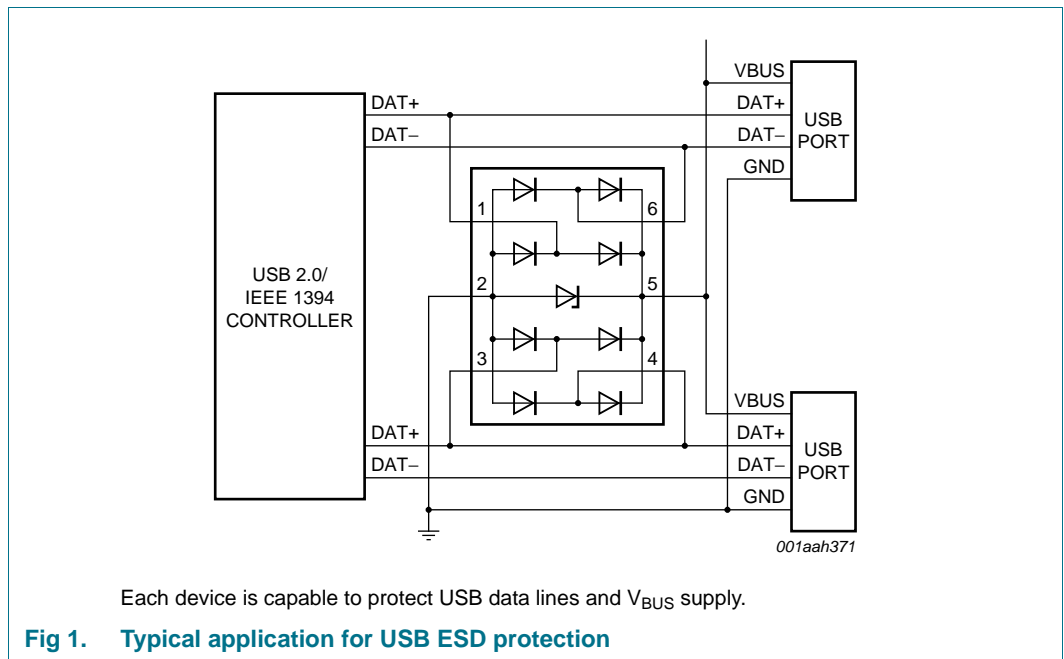 VBUS
DAT+
DAT+
USB
PORT
DAT−
DAT−
GND
1
6
USB 2.0/
IEEE 1394
CONTROLLER
2
5
3
4
VBUS
DAT+
DAT+
USB
PORT
DAT−
DAT−
GND
001aah371
Each device is capable to protect USB data lines and VBUS supply.
Fig 1. Typical application for USB ESD protection